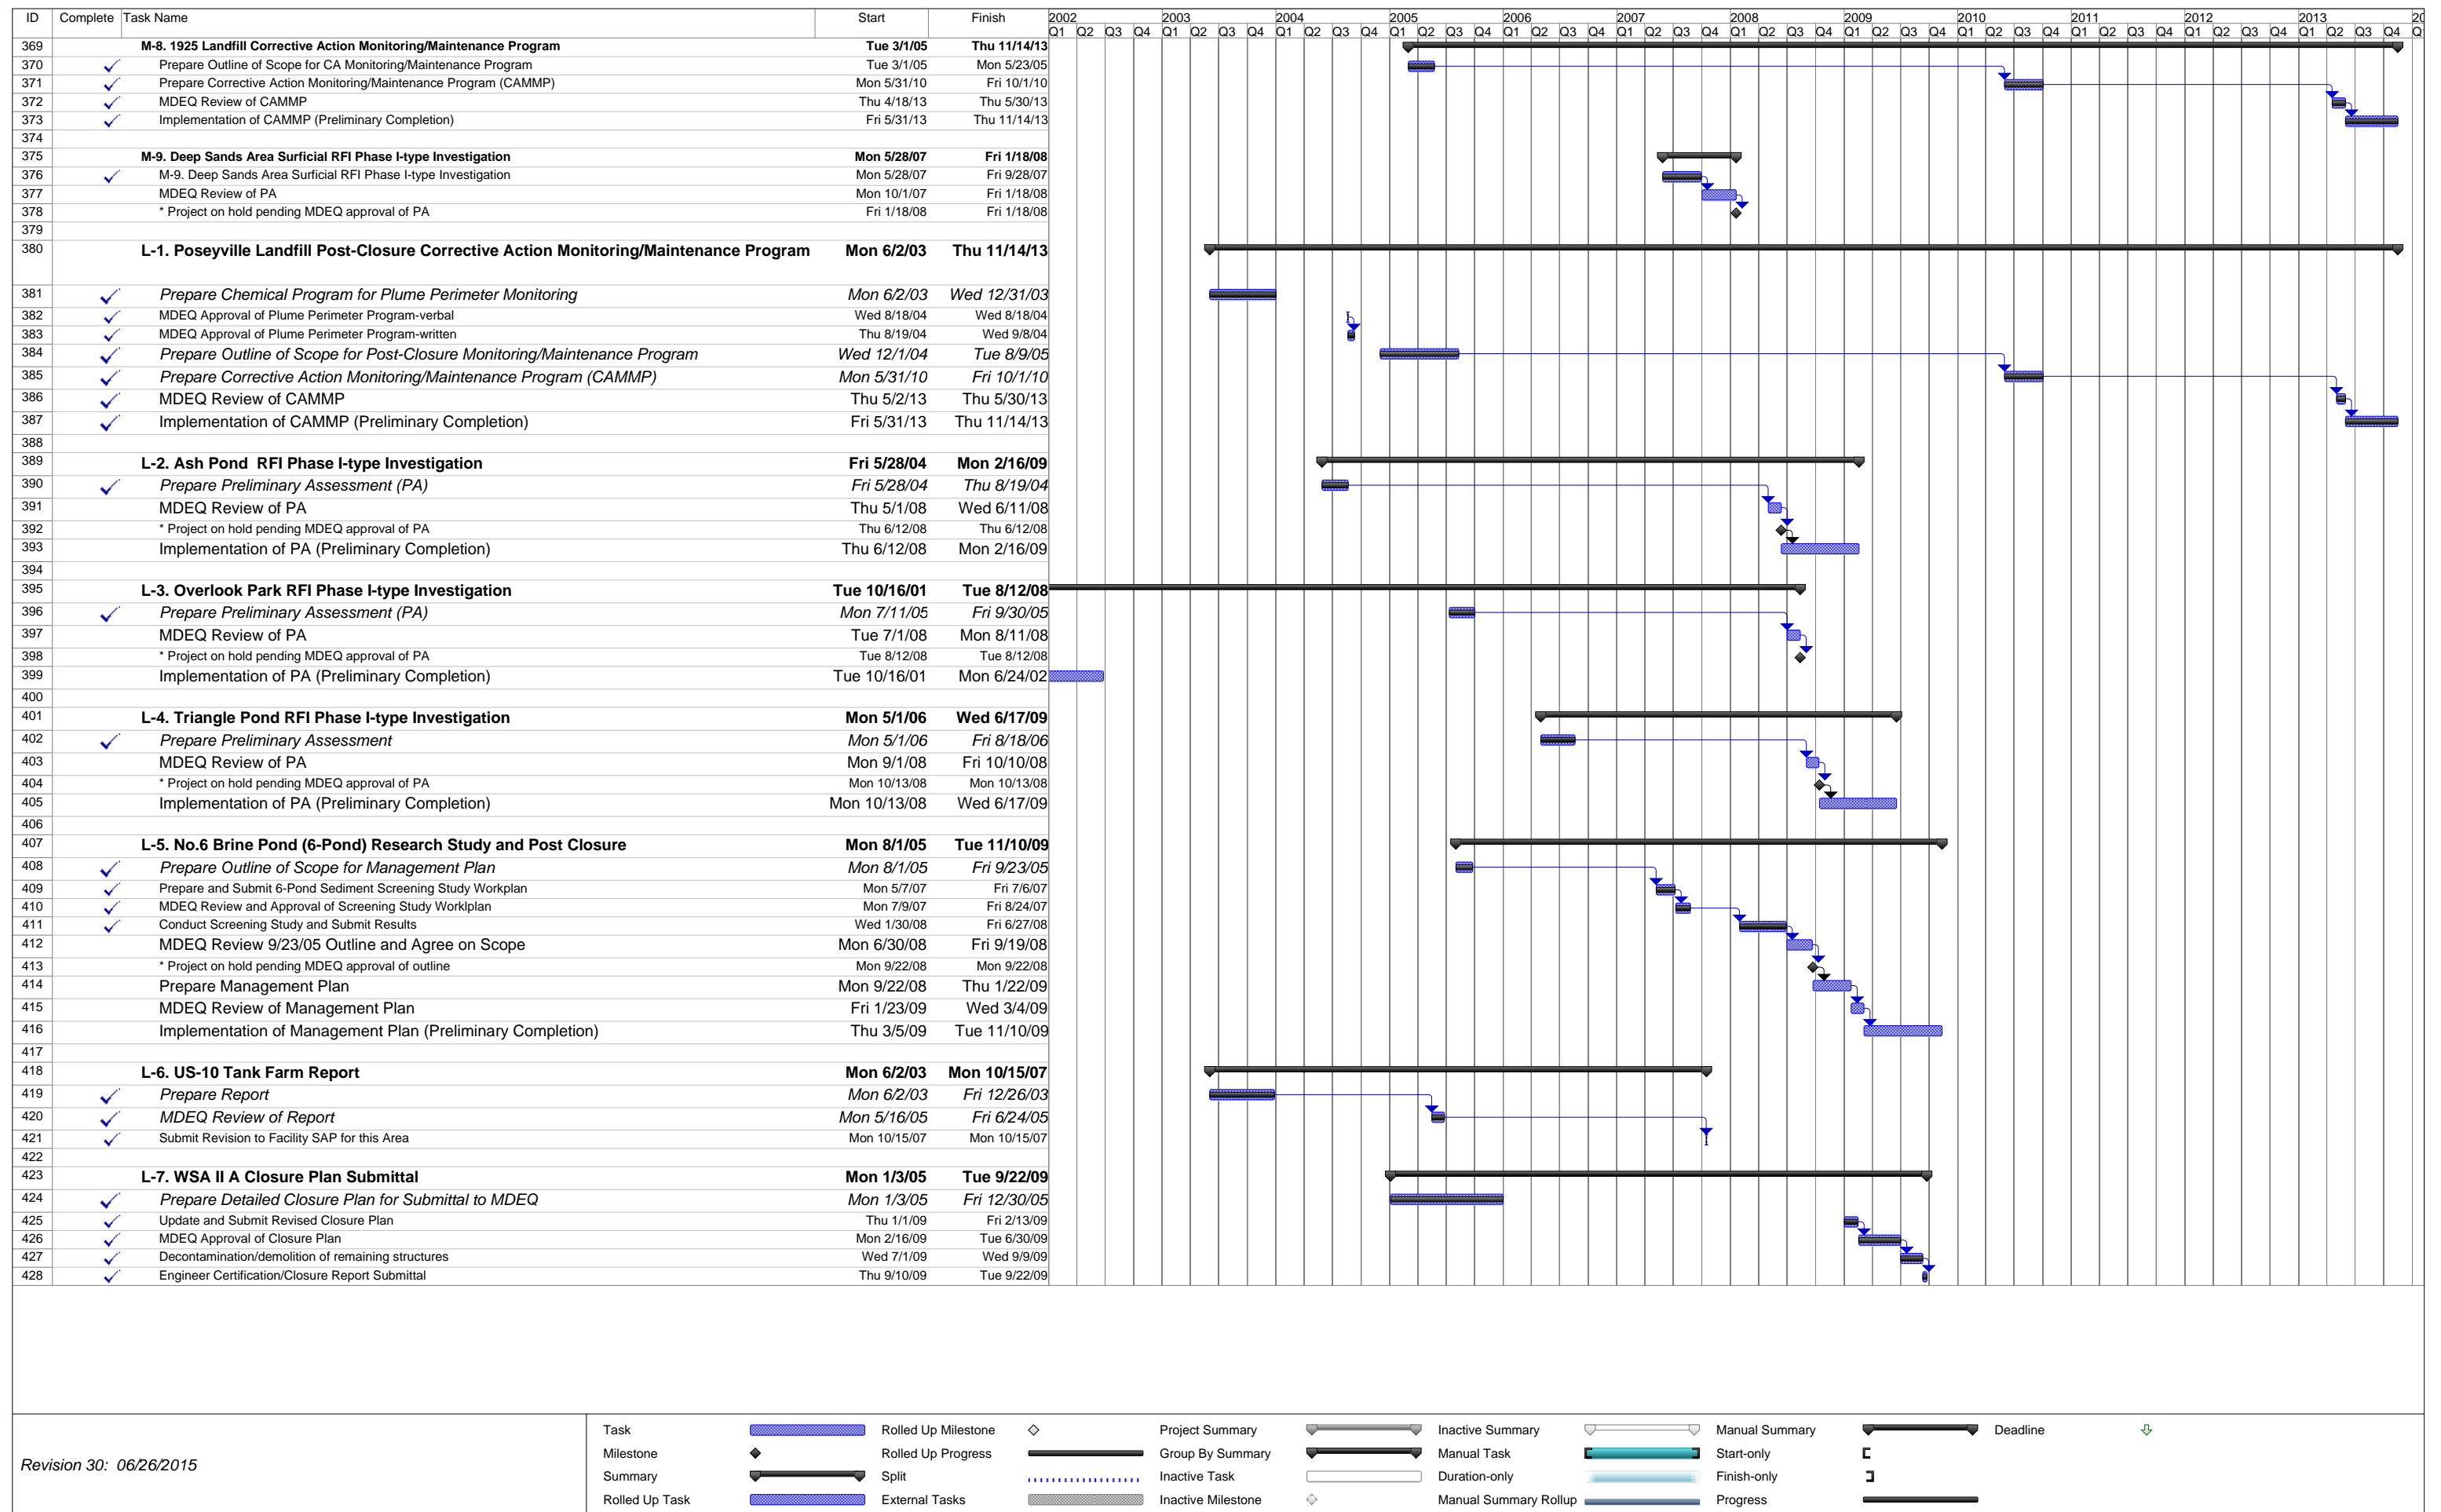 ID Complete Task Name Start Finish 2002 2003 2004 2005 2006 2007 2008 2009 2010 2011 2012 2013 20
Q1 Q2 Q3 Q4 Q1 Q2 Q3 Q4 Q1 Q2 Q3 Q4 Q1 Q2 Q3 Q4 Q1 Q2 Q3 Q4 Q1 Q2 Q3 Q4 Q1 Q2 Q3 Q4 Q1 Q2 Q3 Q4 Q1 Q2 Q3 Q4 Q1 Q2 Q3 Q4 Q1 Q2 Q3 Q4 Q1 Q2 Q3 Q4 Q
369 M-8. 1925 Landfill Corrective Action Monitoring/Maintenance Program Tue 3/1/05 Thu 11/14/13
370 Prepare Outline of Scope for CA Monitoring/Maintenance Program Tue 3/1/05 Mon 5/23/05
371 Prepare Corrective Action Monitoring/Maintenance Program (CAMMP) Mon 5/31/10 Fri 10/1/10
372 MDEQ Review of CAMMP Thu 4/18/13 Thu 5/30/13
373 Implementation of CAMMP (Preliminary Completion) Fri 5/31/13 Thu 11/14/13
374
375 M-9. Deep Sands Area Surficial RFI Phase I-type Investigation Mon 5/28/07 Fri 1/18/08
376 M-9. Deep Sands Area Surficial RFI Phase I-type Investigation Mon 5/28/07 Fri 9/28/07
377 MDEQ Review of PA Mon 10/1/07 Fri 1/18/08
378 * Project on hold pending MDEQ approval of PA Fri 1/18/08 Fri 1/18/08
379
380 L-1. Poseyville Landfill Post-Closure Corrective Action Monitoring/Maintenance Program Mon 6/2/03 Thu 11/14/13
381 Prepare Chemical Program for Plume Perimeter Monitoring Mon 6/2/03 Wed 12/31/03
382 MDEQ Approval of Plume Perimeter Program-verbal Wed 8/18/04 Wed 8/18/04
383 MDEQ Approval of Plume Perimeter Program-written Thu 8/19/04 Wed 9/8/04
384 Prepare Outline of Scope for Post-Closure Monitoring/Maintenance Program Wed 12/1/04 Tue 8/9/05
385 Prepare Corrective Action Monitoring/Maintenance Program (CAMMP) Mon 5/31/10 Fri 10/1/10
386 MDEQ Review of CAMMP Thu 5/2/13 Thu 5/30/13
387 Implementation of CAMMP (Preliminary Completion) Fri 5/31/13 Thu 11/14/13
388
389 L-2. Ash Pond RFI Phase I-type Investigation Fri 5/28/04 Mon 2/16/09
390 Prepare Preliminary Assessment (PA) Fri 5/28/04 Thu 8/19/04
391 MDEQ Review of PA Thu 5/1/08 Wed 6/11/08
392 * Project on hold pending MDEQ approval of PA Thu 6/12/08 Thu 6/12/08
393 Implementation of PA (Preliminary Completion) Thu 6/12/08 Mon 2/16/09
394
395 L-3. Overlook Park RFI Phase I-type Investigation Tue 10/16/01 Tue 8/12/08
396 Prepare Preliminary Assessment (PA) Mon 7/11/05 Fri 9/30/05
397 MDEQ Review of PA Tue 7/1/08 Mon 8/11/08
398 * Project on hold pending MDEQ approval of PA Tue 8/12/08 Tue 8/12/08
399 Implementation of PA (Preliminary Completion) Tue 10/16/01 Mon 6/24/02
400
401 L-4. Triangle Pond RFI Phase I-type Investigation Mon 5/1/06 Wed 6/17/09
402 Prepare Preliminary Assessment Mon 5/1/06 Fri 8/18/06
403 MDEQ Review of PA Mon 9/1/08 Fri 10/10/08
404 * Project on hold pending MDEQ approval of PA Mon 10/13/08 Mon 10/13/08
405 Implementation of PA (Preliminary Completion) Mon 10/13/08 Wed 6/17/09
406
407 L-5. No.6 Brine Pond (6-Pond) Research Study and Post Closure Mon 8/1/05 Tue 11/10/09
408 Prepare Outline of Scope for Management Plan Mon 8/1/05 Fri 9/23/05
409 Prepare and Submit 6-Pond Sediment Screening Study Workplan Mon 5/7/07 Fri 7/6/07
410 MDEQ Review and Approval of Screening Study Worklplan Mon 7/9/07 Fri 8/24/07
411 Conduct Screening Study and Submit Results Wed 1/30/08 Fri 6/27/08
412 MDEQ Review 9/23/05 Outline and Agree on Scope Mon 6/30/08 Fri 9/19/08
413 * Project on hold pending MDEQ approval of outline Mon 9/22/08 Mon 9/22/08
414 Prepare Management Plan Mon 9/22/08 Thu 1/22/09
415 MDEQ Review of Management Plan Fri 1/23/09 Wed 3/4/09
416 Implementation of Management Plan (Preliminary Completion) Thu 3/5/09 Tue 11/10/09
417
418 L-6. US-10 Tank Farm Report Mon 6/2/03 Mon 10/15/07
419 Prepare Report Mon 6/2/03 Fri 12/26/03
420 MDEQ Review of Report Mon 5/16/05 Fri 6/24/05
421 Submit Revision to Facility SAP for this Area Mon 10/15/07 Mon 10/15/07
422
423 L-7. WSA II A Closure Plan Submittal Mon 1/3/05 Tue 9/22/09
424 Prepare Detailed Closure Plan for Submittal to MDEQ Mon 1/3/05 Fri 12/30/05
425 Update and Submit Revised Closure Plan Thu 1/1/09 Fri 2/13/09
426 MDEQ Approval of Closure Plan Mon 2/16/09 Tue 6/30/09
427 Decontamination/demolition of remaining structures Wed 7/1/09 Wed 9/9/09
428 Engineer Certification/Closure Report Submittal Thu 9/10/09 Tue 9/22/09
Task Rolled Up Milestone Project Summary Inactive Summary Manual Summary Deadline
Milestone Rolled Up Progress Group By Summary Manual Task Start-only
Revision 30: 06/26/2015
Summary Split Inactive Task Duration-only Finish-only
Rolled Up Task External Tasks Inactive Milestone Manual Summary Rollup Progress